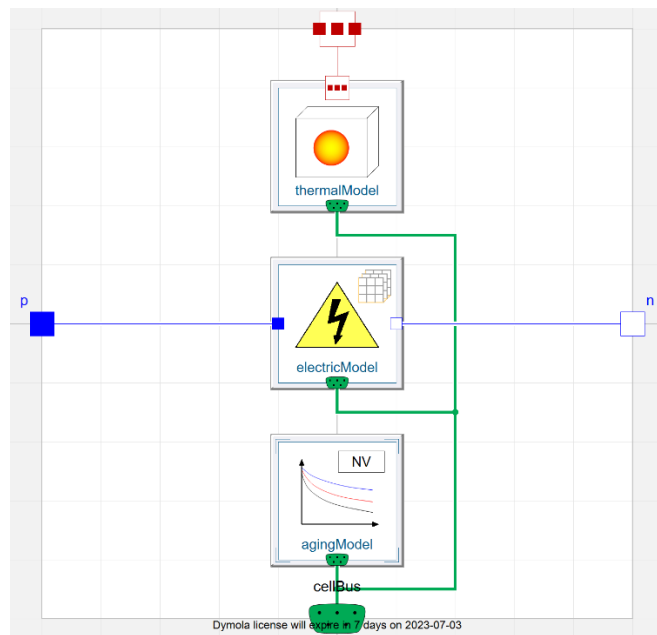 thermalModel
p
n
electricModel
NV
agingModel
cellBus
Dymola license will expire in 7 days on 2023-07-03